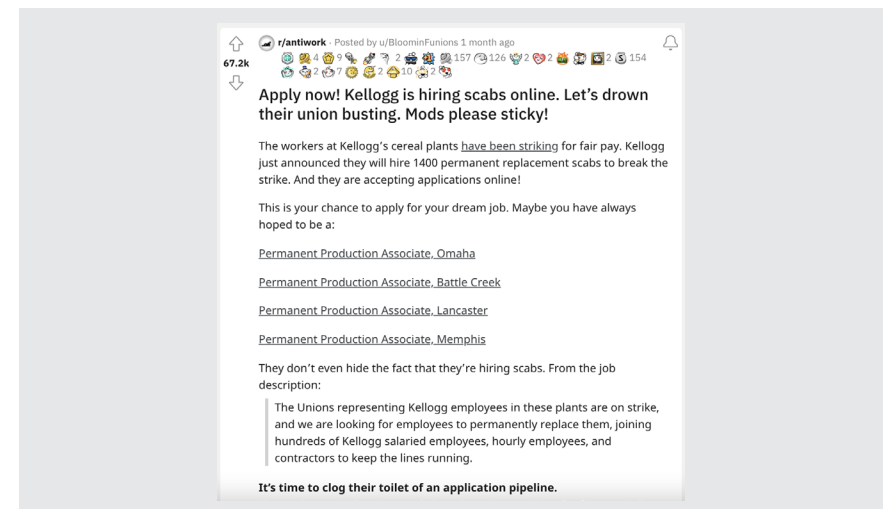 r/antiwork · Posted by u/BloominFunions 1 month ago
4 9 2 157 126 2 2 2 S 154
67.2k
2 7 2 10 2
Apply now! Kellogg is hiring scabs online. Let’s drown
their union busting. Mods please sticky!
The workers at Kellogg’s cereal plants have been striking for fair pay. Kellogg
just announced they will hire 1400 permanent replacement scabs to break the
strike. And they are accepting applications online!
This is your chance to apply for your dream job. Maybe you have always
hoped to be a:
Permanent Production Associate, Omaha
Permanent Production Associate, Battle Creek
Permanent Production Associate, Lancaster
Permanent Production Associate, Memphis
They don’t even hide the fact that they’re hiring scabs. From the job
description:
The Unions representing Kellogg employees in these plants are on strike,
and we are looking for employees to permanently replace them, joining
hundreds of Kellogg salaried employees, hourly employees, and
contractors to keep the lines running.
It’s time to clog their toilet of an application pipeline.